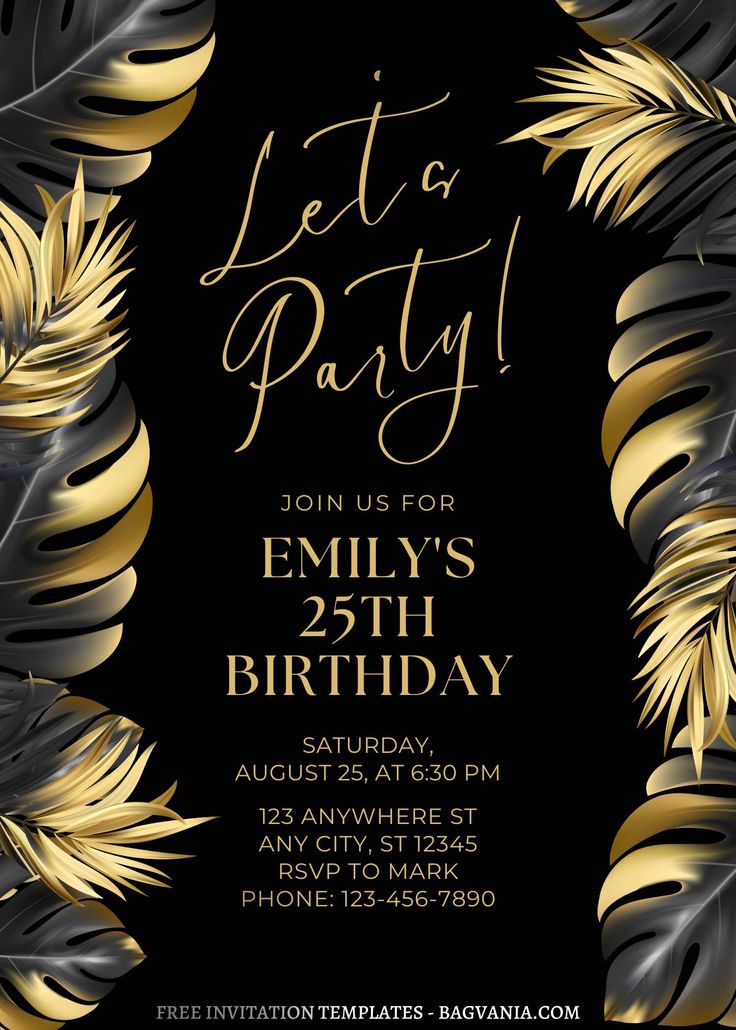 Let's
Party!
JOIN US FOR
EMILY'S
25TH
BIRTHDAY
SATURDAY,
AUGUST 25, AT 6:30 PM
123 ANYWHERE ST
ANY CITY, ST 12345
RSVP TO MARK
PHONE: 123-456-7890
FREE INVITATION TEMPLATES - BAGVANIA.COM